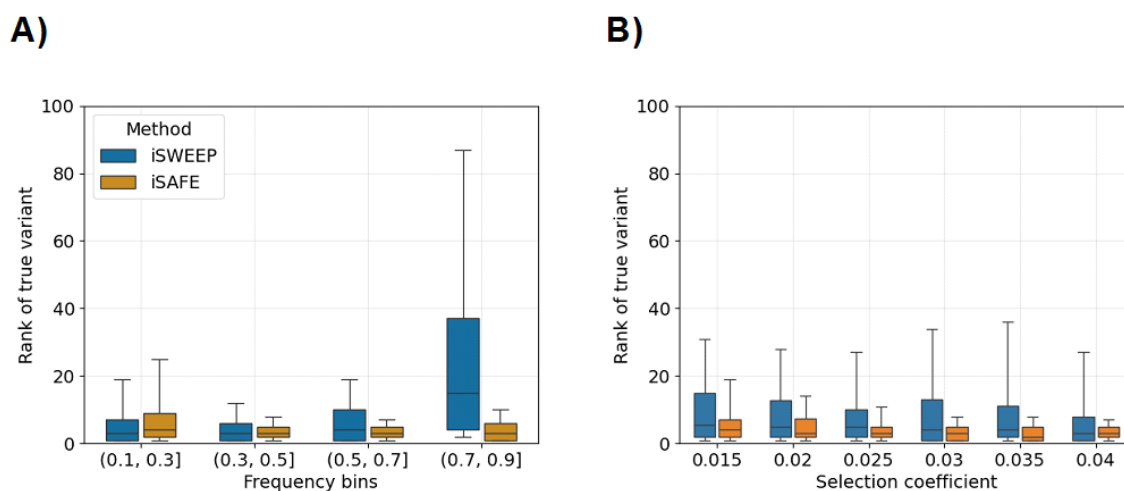 A)
B)
100
80
60
40
20
0
Rank of true variant
Method
iSWEEP
iSAFE
(0.1, 0.3]
(0.3, 0.5]
(0.5, 0.7]
(0.7, 0.9]
Frequency bins
100
80
60
40
20
0
Rank of true variant
0.015
0.02
0.025
0.03
0.035
0.04
Selection coefficient